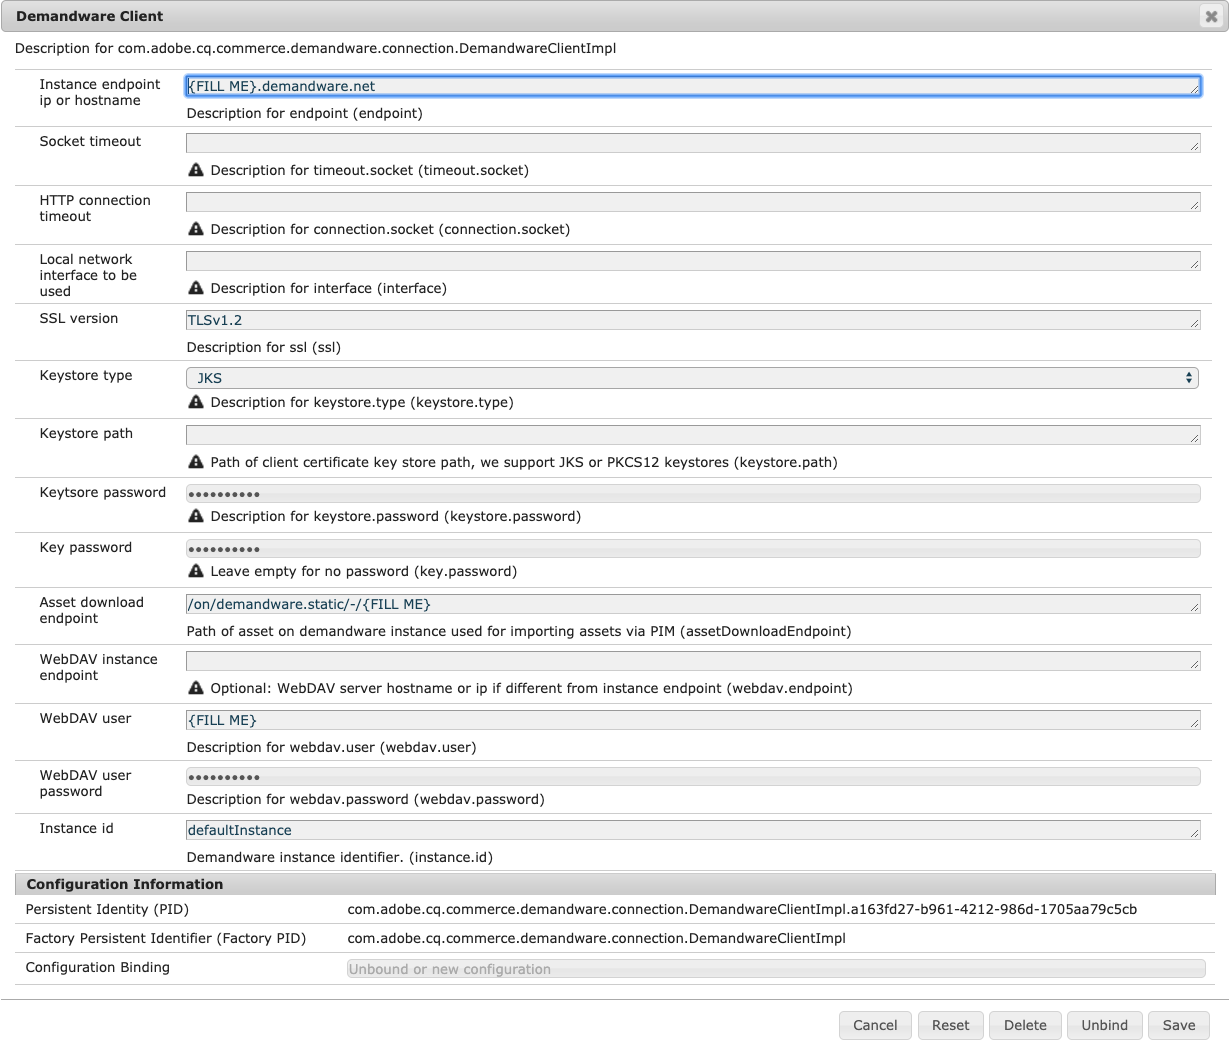 Demandware Client
Description for com.adobe.cq.commerce.demandware.connection.DemandwareClientImpl
Instance endpoint
ip or hostname
{FILL ME}.demandware.net
Description for endpoint (endpoint)
Socket timeout
Description for timeout.socket (timeout.socket)
HTTP connection
timeout
Description for connection.socket (connection.socket)
Local network
interface to be
used
Description for interface (interface)
SSL version
TLSv1.2
Description for ssl (ssl)
Keystore type
JKS
Description for keystore.type (keystore.type)
Keystore path
Path of client certificate key store path, we support JKS or PKCS12 keystores (keystore.path)
Keytsore password
••••••••••
Description for keystore.password (keystore.password)
Key password
••••••••••
Leave empty for no password (key.password)
Asset download
endpoint
/on/demandware.static/-/{FILL ME}
Path of asset on demandware instance used for importing assets via PIM (assetDownloadEndpoint)
WebDAV instance
endpoint
Optional: WebDAV server hostname or ip if different from instance endpoint (webdav.endpoint)
WebDAV user
{FILL ME}
Description for webdav.user (webdav.user)
WebDAV user
password
••••••••••
Description for webdav.password (webdav.password)
Instance id
defaultInstance
Demandware instance identifier. (instance.id)
Configuration Information
Persistent Identity (PID) com.adobe.cq.commerce.demandware.connection.DemandwareClientImpl.a163fd27-b961-4212-986d-1705aa79c5cb
Factory Persistent Identifier (Factory PID) com.adobe.cq.commerce.demandware.connection.DemandwareClientImpl
Configuration Binding Unbound or new configuration
Cancel Reset Delete Unbind Save